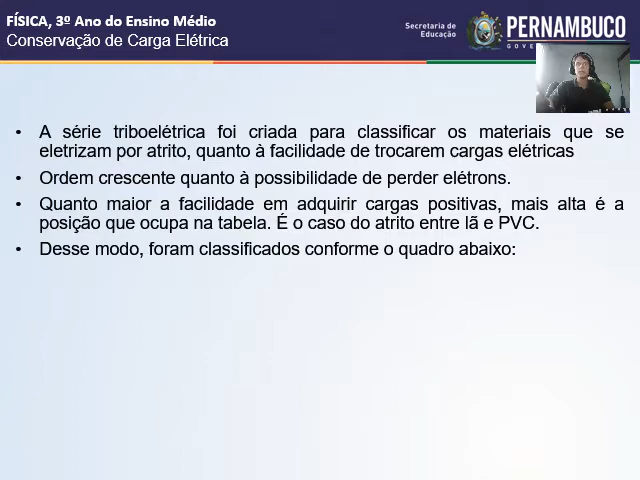 FÍSICA, 3º Ano do Ensino Médio
Conservação de Carga Elétrica
Secretaria de
Educação
PERNAMBUCO
• A série triboelétrica foi criada para classificar os materiais que se
eletrizam por atrito, quanto à facilidade de trocarem cargas elétricas
• Ordem crescente quanto à possibilidade de perder elétrons.
• Quanto maior a facilidade em adquirir cargas positivas, mais alta é a
posição que ocupa na tabela. É o caso do atrito entre lã e PVC.
• Desse modo, foram classificados conforme o quadro abaixo: